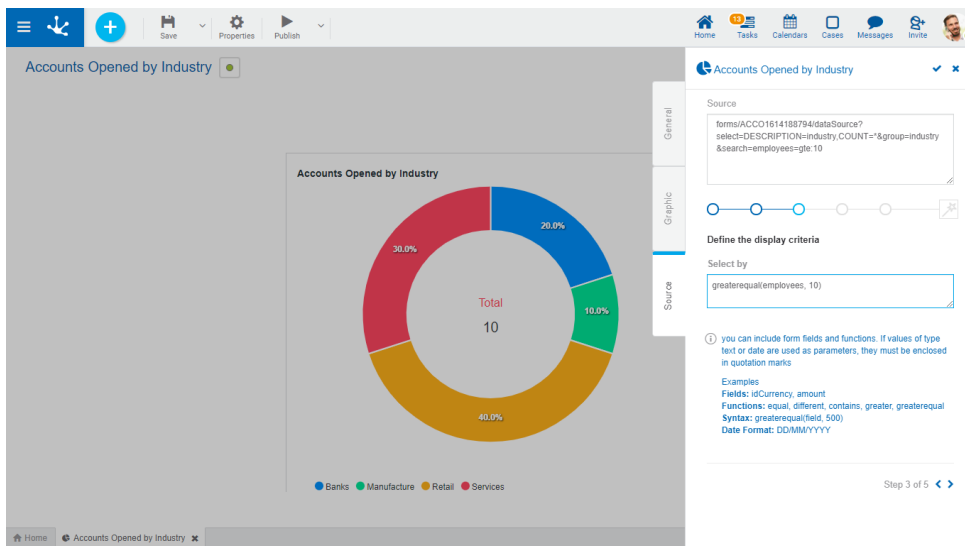 Save
Properties
Publish
Home
13
Tasks
Calendars
Cases
Messages
Invite
Accounts Opened by Industry
Accounts Opened by Industry
20.0%
10.0%
40.0%
30.0%
Total
10
Banks
Manufacture
Retail
Services
General
Graphic
Source
Accounts Opened by Industry
Source
forms/ACCO1614188794/dataSource?
select=DESCRIPTION=industry,COUNT=*&group=industry
&search=employees=gte:10
Define the display criteria
Select by
greaterequal(employees, 10)
you can include form fields and functions. If values of type
text or date are used as parameters, they must be enclosed
in quotation marks
Examples
Fields: idCurrency, amount
Functions: equal, different, contains, greater, greaterequal
Syntax: greaterequal(field, 500)
Date Format: DD/MM/YYYY
Step 3 of 5
Home
Accounts Opened by Industry